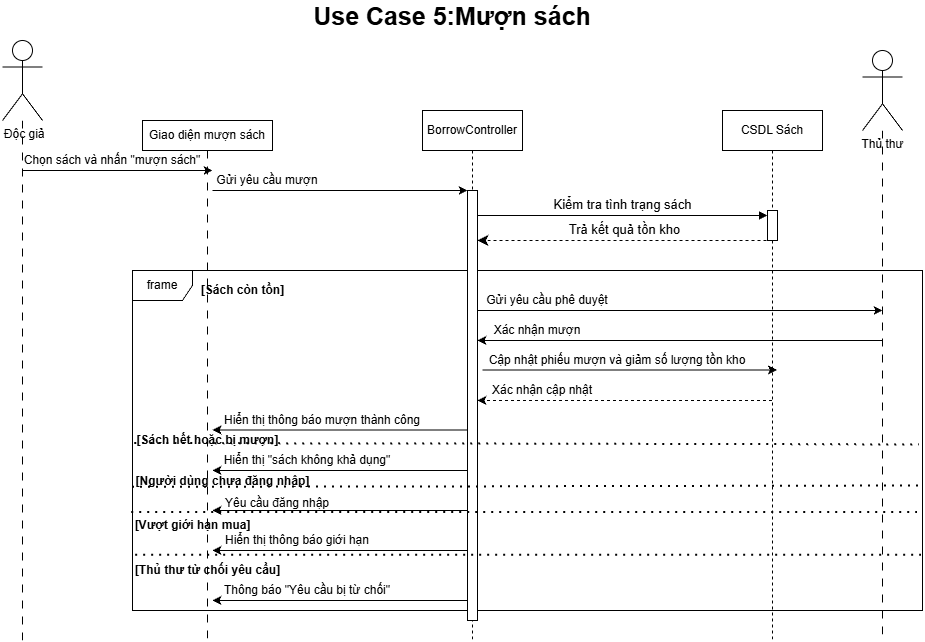 Use Case 5:Mượn sách
Độc giả
Giao diện mượn sách
BorrowController
CSDL Sách
Thủ thư
Chọn sách và nhấn "mượn sách"
Gửi yêu cầu mượn
Kiểm tra tình trạng sách
Trả kết quả tồn kho
frame
[Sách còn tồn]
Gửi yêu cầu phê duyệt
Xác nhận mượn
Cập nhật phiếu mượn và giảm số lượng tồn kho
Xác nhận cập nhật
Hiển thị thông báo mượn thành công
[Sách hết hoặc bị mượn]
Hiển thị "sách không khả dụng"
[Người dùng chưa đăng nhập]
Yêu cầu đăng nhập
[Vượt giới hạn mua]
Hiển thị thông báo giới hạn
[Thủ thư từ chối yêu cầu]
Thông báo "Yêu cầu bị từ chối"